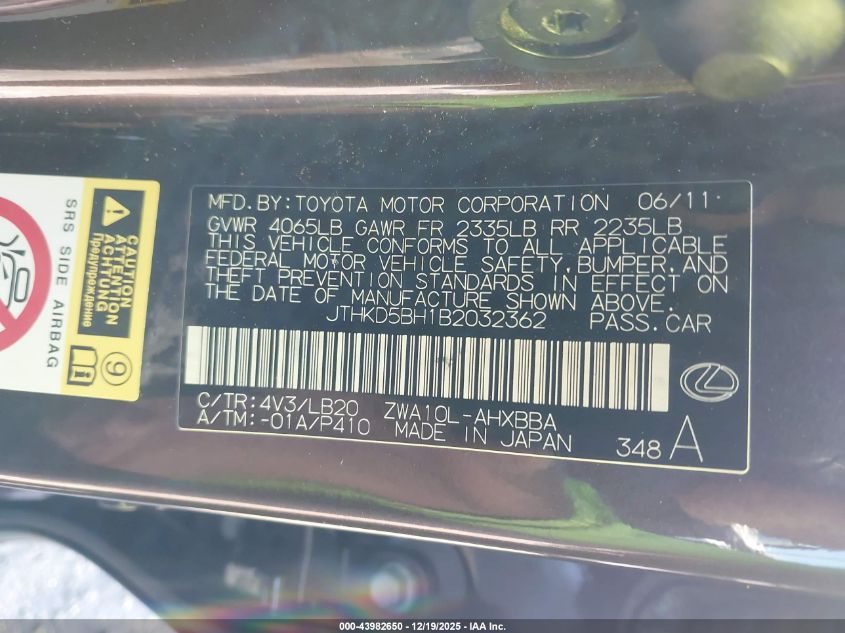 MFD. BY: TOYOTA MOTOR CORPORATION 06/11
GVWR 4065LB GAWR FR 2335LB RR 2235LB
THIS VEHICLE CONFORMS TO ALL APPLICABLE
FEDERAL MOTOR VEHICLE SAFETY, BUMPER, AND
THEFT PREVENTION STANDARDS IN EFFECT ON
THE DATE OF MANUFACTURE SHOWN ABOVE.
JTHKD5BH1B2032362 PASS.CAR
C/TR: 4V3/LB20 ZWA10L-AHXBBA
A/TM: -01A/P410 MADE IN JAPAN 348 A
SRS SIDE AIRBAG
CAUTION
ATTENTION
ACHTUNG
Предупреждение
9
000-43982650 - 12/19/2025 - IAA Inc.